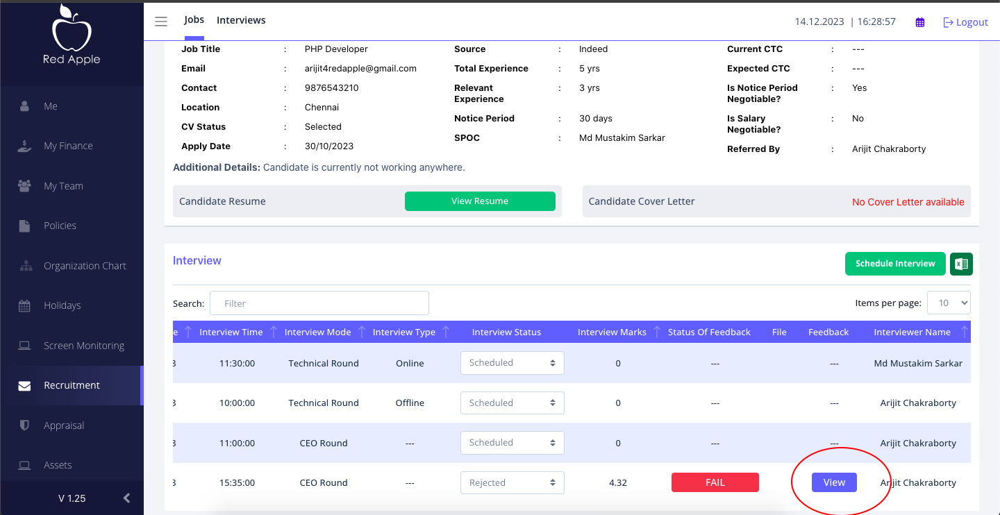 Red Apple
Me
My Finance
My Team
Policies
Organization Chart
Holidays
Screen Monitoring
Recruitment
Appraisal
Assets
V 1.25
Jobs Interviews 14.12.2023 | 16:28:57 Logout
Job Title : PHP Developer
Email : arijit4redapple@gmail.com
Contact : 9876543210
Location : Chennai
CV Status : Selected
Apply Date : 30/10/2023
Source : Indeed
Total Experience : 5 yrs
Relevant : 3 yrs
Experience
Notice Period : 30 days
SPOC : Md Mustakim Sarkar
Current CTC : ---
Expected CTC : ---
Is Notice Period : Yes
Negotiable?
Is Salary : No
Negotiable?
Referred By : Arijit Chakraborty
Additional Details: Candidate is currently not working anywhere.
Candidate Resume View Resume
Candidate Cover Letter No Cover Letter available
Interview Schedule Interview
Search: Filter Items per page: 10
e Interview Time Interview Mode Interview Type Interview Status Interview Marks Status Of Feedback File Feedback Interviewer Name
11:30:00 Technical Round Online Scheduled 0 --- --- Md Mustakim Sarkar
10:00:00 Technical Round Offline Scheduled 0 --- --- Arijit Chakraborty
11:00:00 CEO Round --- Scheduled 0 --- --- Arijit Chakraborty
15:35:00 CEO Round --- Rejected 4.32 FAIL View Arijit Chakraborty